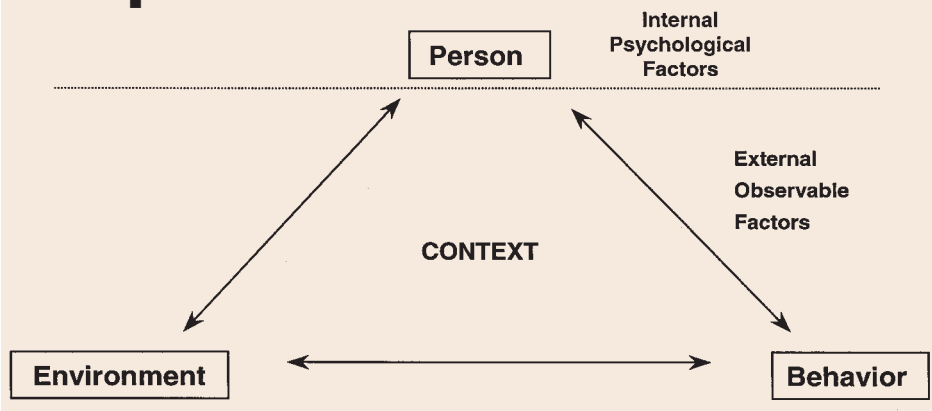 Internal
Psychological
Factors
Person
External
Observable
Factors
CONTEXT
Environment
Behavior